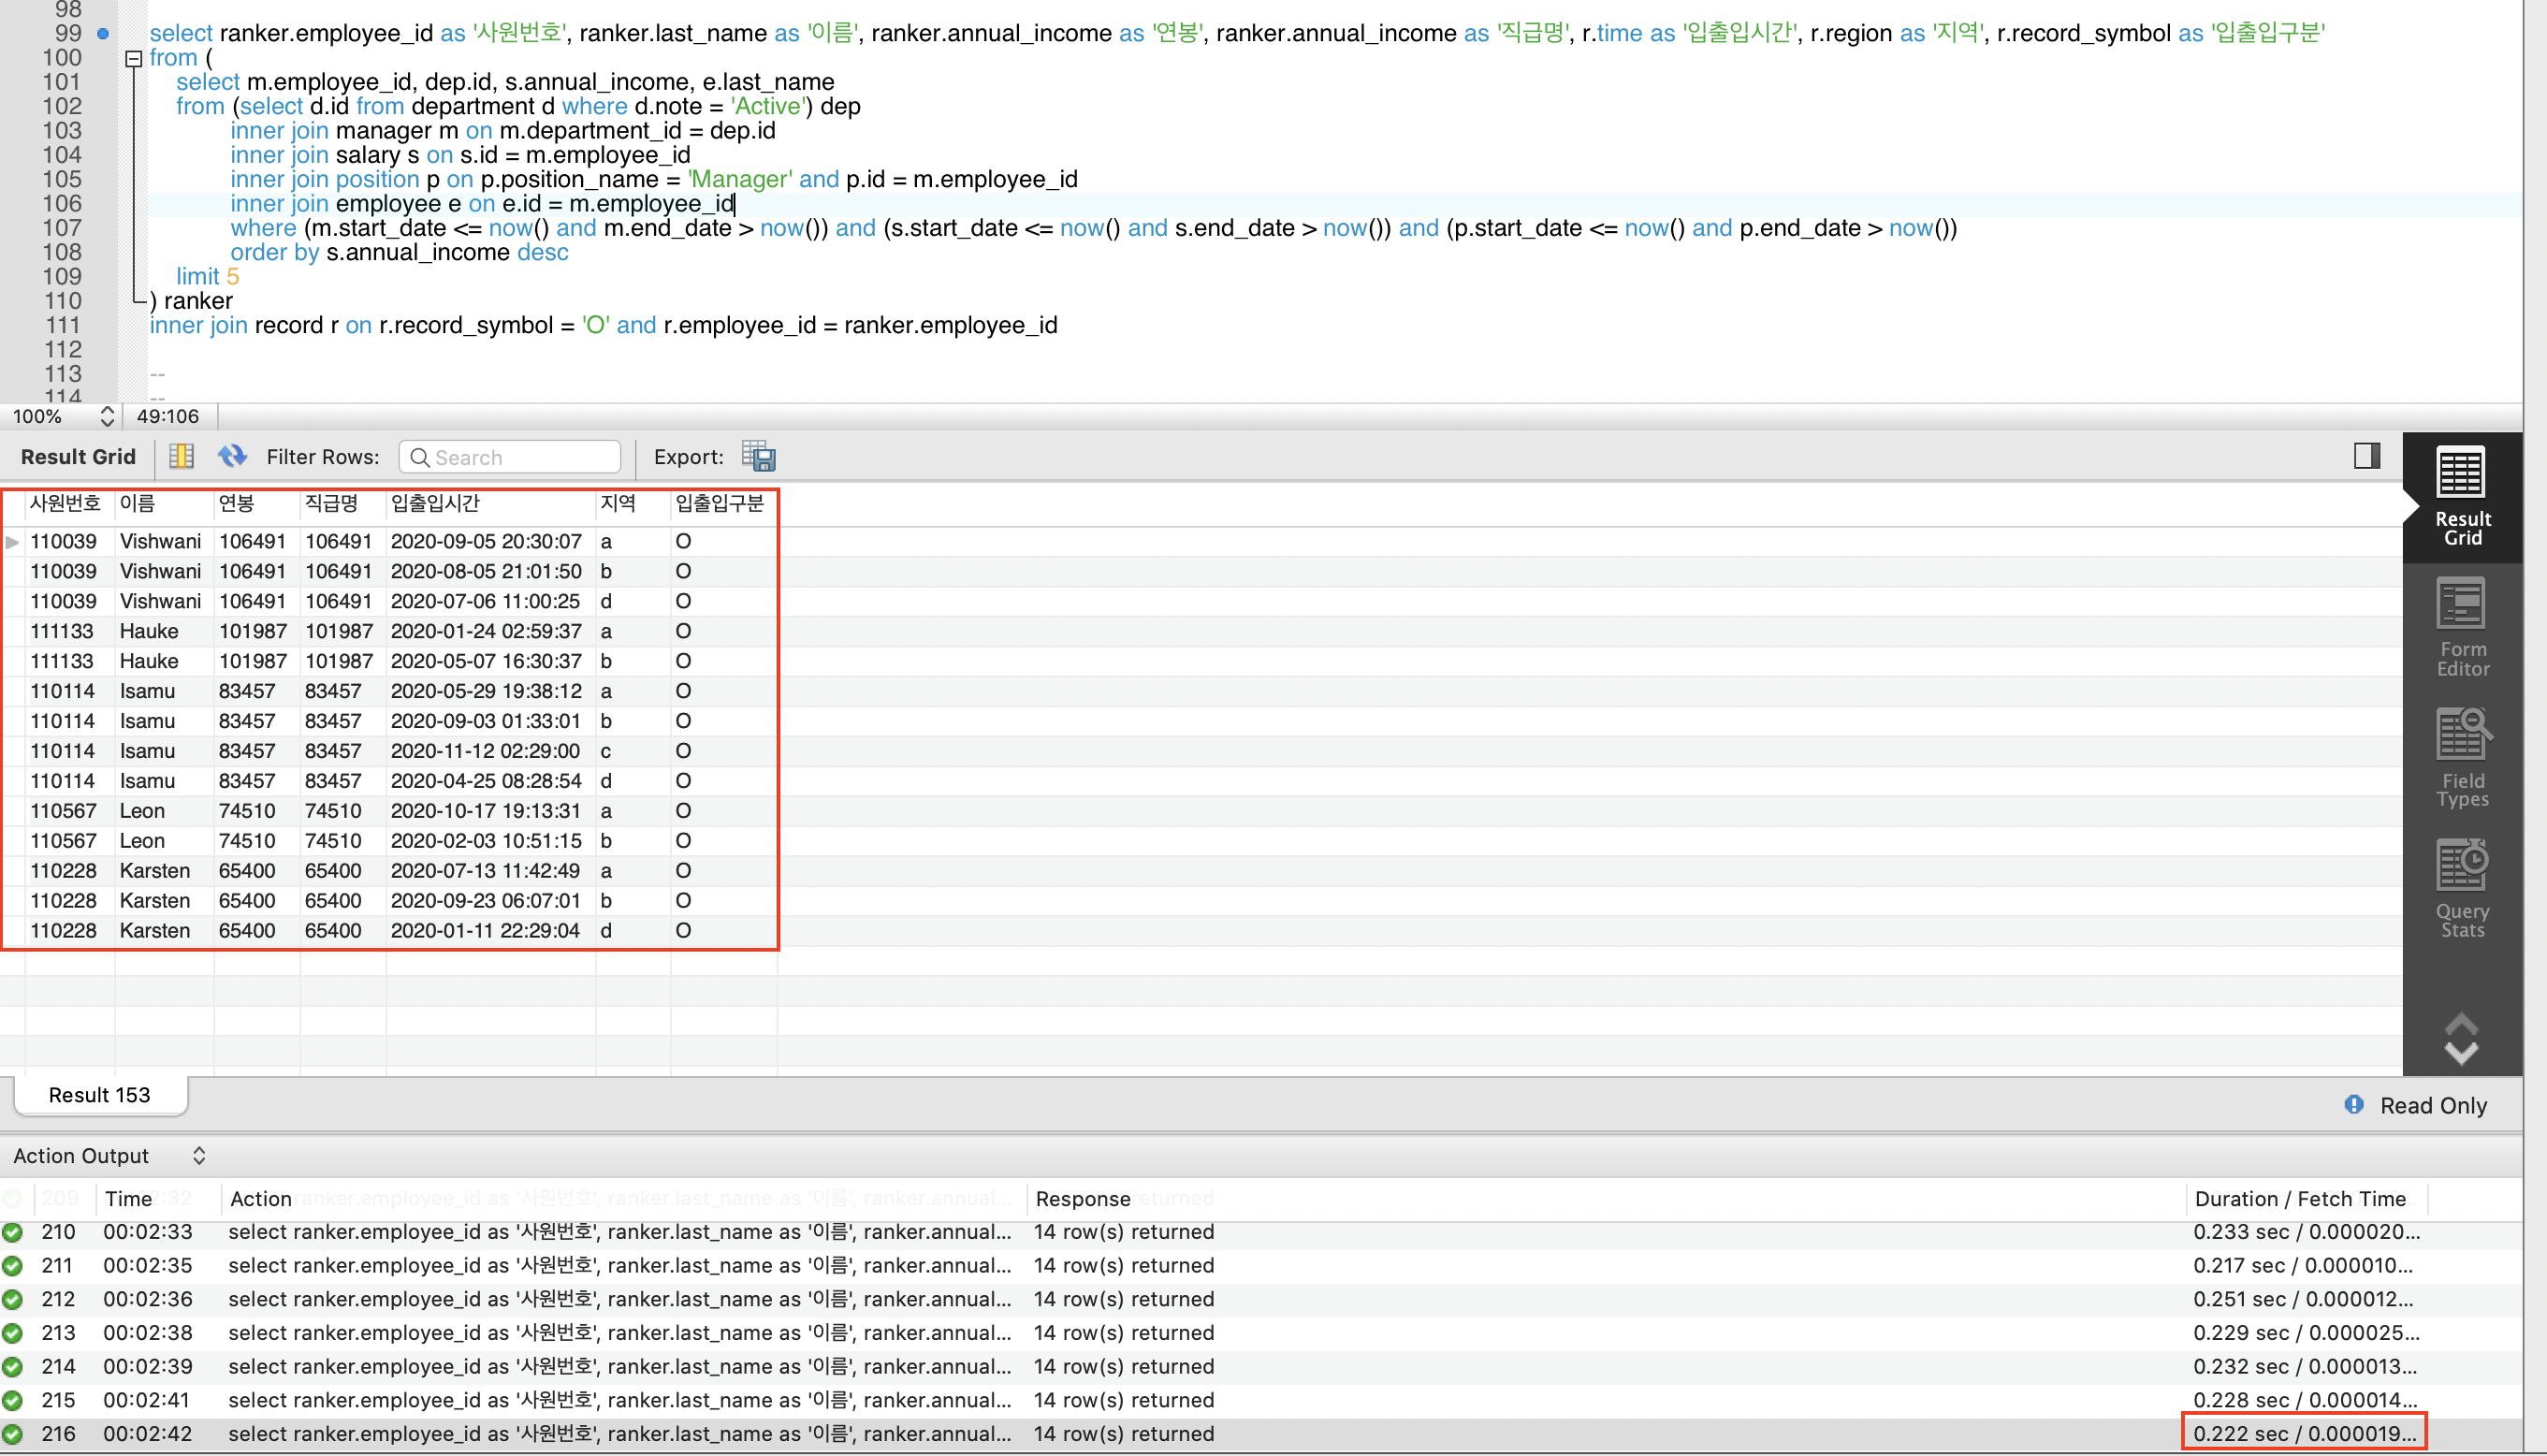 98
99 select ranker.employee_id as '사원번호', ranker.last_name as '이름', ranker.annual_income as '연봉', ranker.annual_income as '직급명', r.time as '입출입시간', r.region as '지역', r.record_symbol as '입출입구분'
100 from (
101 select m.employee_id, dep.id, s.annual_income, e.last_name
102 from (select d.id from department d where d.note = 'Active') dep
103 inner join manager m on m.department_id = dep.id
104 inner join salary s on s.id = m.employee_id
105 inner join position p on p.position_name = 'Manager' and p.id = m.employee_id
106 inner join employee e on e.id = m.employee_id
107 where (m.start_date <= now() and m.end_date > now()) and (s.start_date <= now() and s.end_date > now()) and (p.start_date <= now() and p.end_date > now())
108 order by s.annual_income desc
109 limit 5
110 ) ranker
111 inner join record r on r.record_symbol = 'O' and r.employee_id = ranker.employee_id
112
113 --
114 --
100% 49:106
Result Grid Filter Rows: Search Export:
사원번호 이름 연봉 직급명 입출입시간 지역 입출입구분
110039 Vishwani 106491 106491 2020-09-05 20:30:07 a O
110039 Vishwani 106491 106491 2020-08-05 21:01:50 b O
110039 Vishwani 106491 106491 2020-07-06 11:00:25 d O
111133 Hauke 101987 101987 2020-01-24 02:59:37 a O
111133 Hauke 101987 101987 2020-05-07 16:30:37 b O
110114 Isamu 83457 83457 2020-05-29 19:38:12 a O
110114 Isamu 83457 83457 2020-09-03 01:33:01 b O
110114 Isamu 83457 83457 2020-11-12 02:29:00 c O
110114 Isamu 83457 83457 2020-04-25 08:28:54 d O
110567 Leon 74510 74510 2020-10-17 19:13:31 a O
110567 Leon 74510 74510 2020-02-03 10:51:15 b O
110228 Karsten 65400 65400 2020-07-13 11:42:49 a O
110228 Karsten 65400 65400 2020-09-23 06:07:01 b O
110228 Karsten 65400 65400 2020-01-11 22:29:04 d O
Result
Grid
Form
Editor
Field
Types
Query
Stats
Result 153
Read Only
Action Output
Time Action Response Duration / Fetch Time
210 00:02:33 select ranker.employee_id as '사원번호', ranker.last_name as '이름', ranker.annual... 14 row(s) returned 0.233 sec / 0.000020...
211 00:02:35 select ranker.employee_id as '사원번호', ranker.last_name as '이름', ranker.annual... 14 row(s) returned 0.217 sec / 0.000010...
212 00:02:36 select ranker.employee_id as '사원번호', ranker.last_name as '이름', ranker.annual... 14 row(s) returned 0.251 sec / 0.000012...
213 00:02:38 select ranker.employee_id as '사원번호', ranker.last_name as '이름', ranker.annual... 14 row(s) returned 0.229 sec / 0.000025...
214 00:02:39 select ranker.employee_id as '사원번호', ranker.last_name as '이름', ranker.annual... 14 row(s) returned 0.232 sec / 0.000013...
215 00:02:41 select ranker.employee_id as '사원번호', ranker.last_name as '이름', ranker.annual... 14 row(s) returned 0.228 sec / 0.000014...
216 00:02:42 select ranker.employee_id as '사원번호', ranker.last_name as '이름', ranker.annual... 14 row(s) returned 0.222 sec / 0.000019...